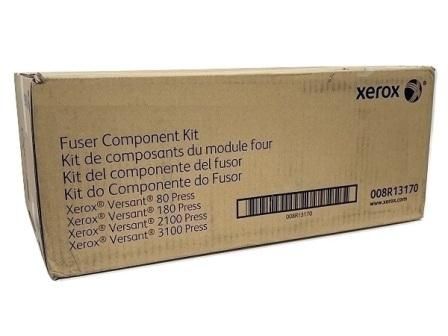 xerox
Fuser Component Kit
Kit de composants du module four
Kit del componente del fusor
Kit do Componente do Fusor
Xerox® Versant® 80 Press
Xerox® Versant® 180 Press
Xerox® Versant® 2100 Press
Xerox® Versant® 3100 Press
008R13170
008R13170
www.xerox.com